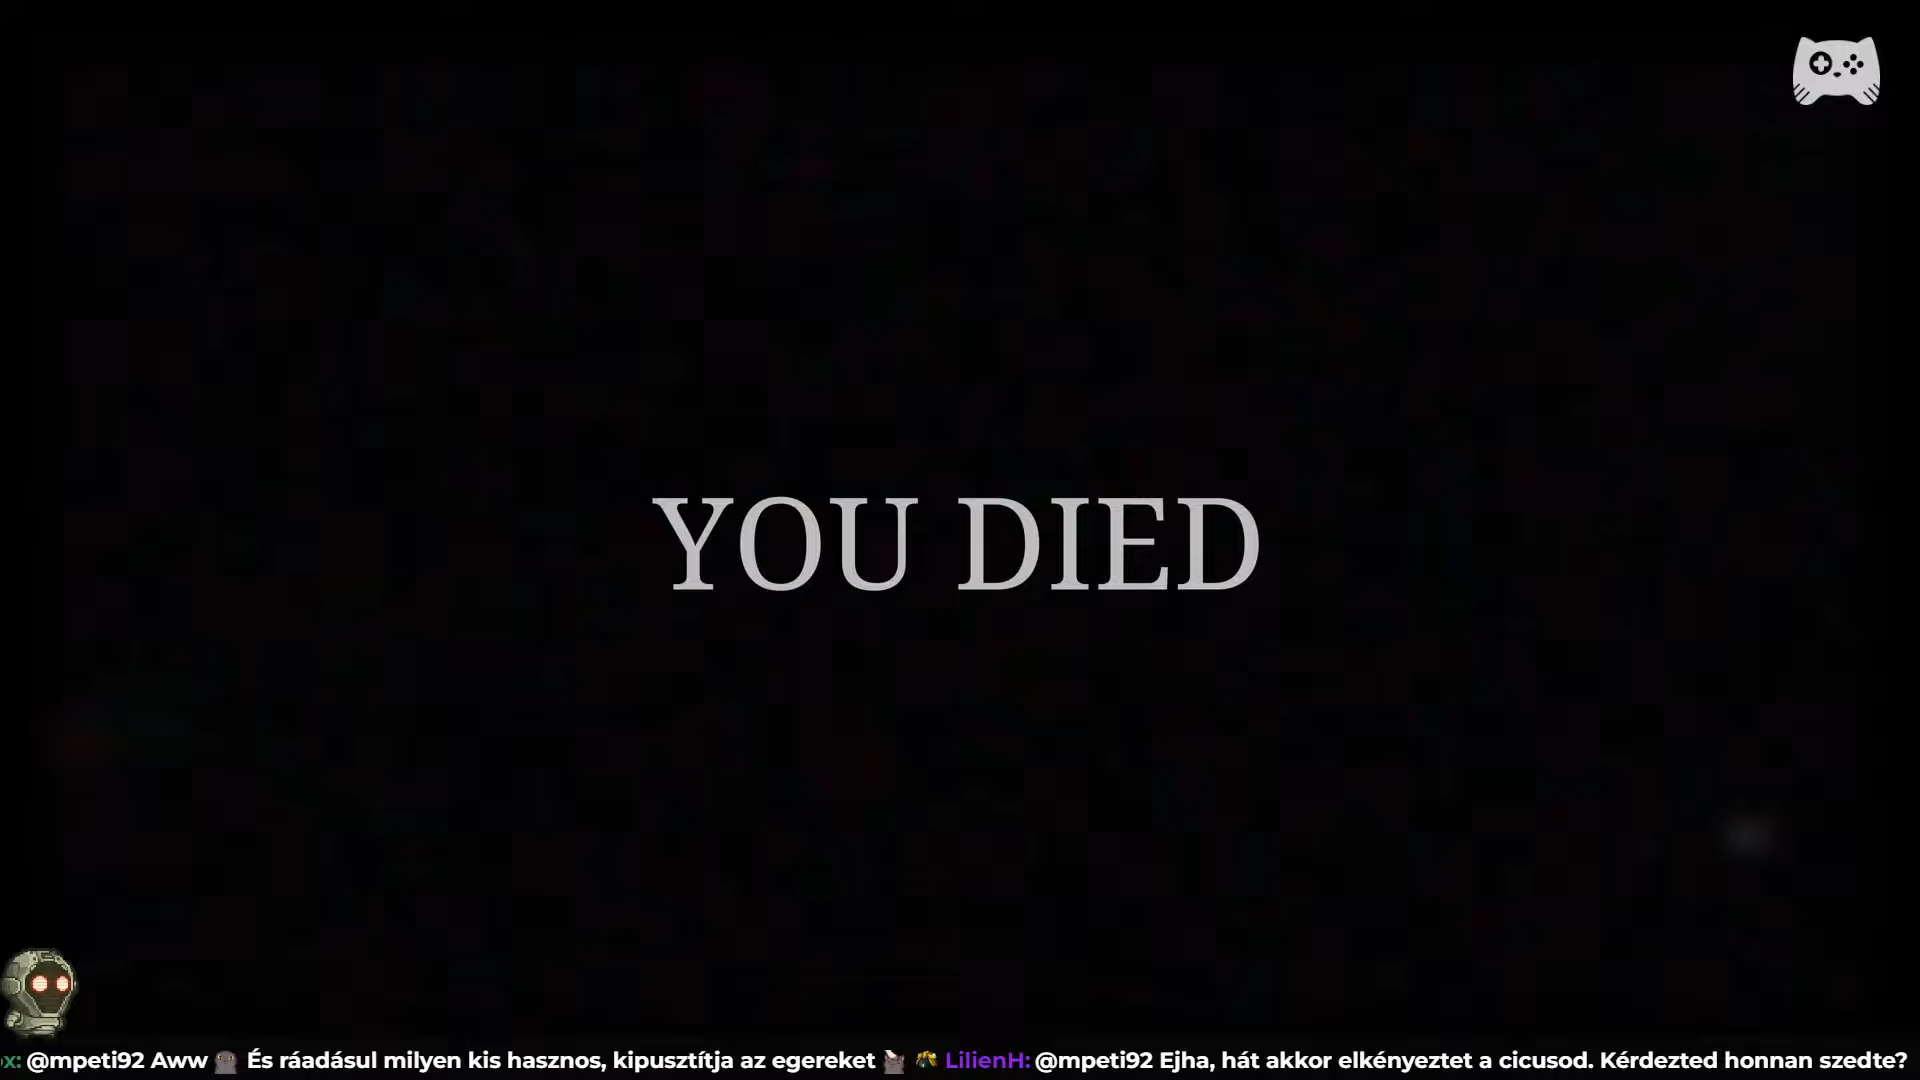 YOU DIED
x: @mpeti92 Aww És ráadásul milyen kis hasznos, kipusztítja az egereket LilienH: @mpeti92 Ejha, hát akkor elkényeztet a cicusod. Kérdezted honnan szedte?